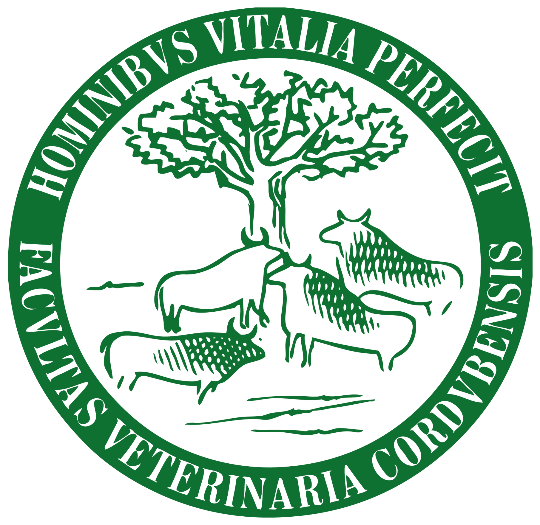 HOMINIBVS VITALIA PERFECIT
FACVLTAS VETERINARIA CORDVBENSIS